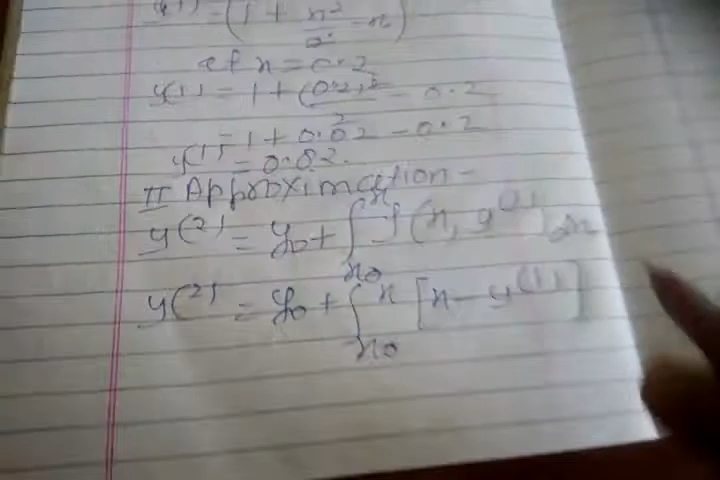 y(1) = (1 + x²/2 - x)
at x = 0.2
y(1) = 1 + (0.2)²/2 - 0.2
y(1) = 1 + 0.02 - 0.2
y(1) = 0.82.
II Approximation -
y(2) = y₀ + ∫ₓ₀ˣ f(x, y(1)) dx
y(2) = y₀ + ∫ₓ₀ˣ [x - y(1)]